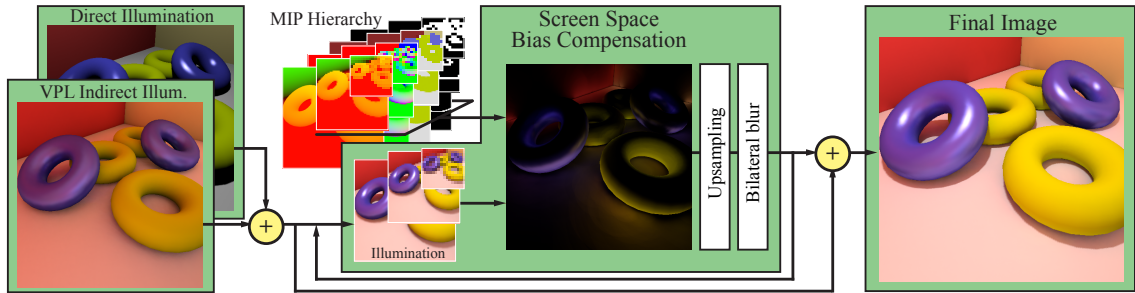 Direct Illumination
VPL Indirect Illum.
+
MIP Hierarchy
Illumination
Screen Space
Bias Compensation
Upsampling
Bilateral blur
+
Final Image